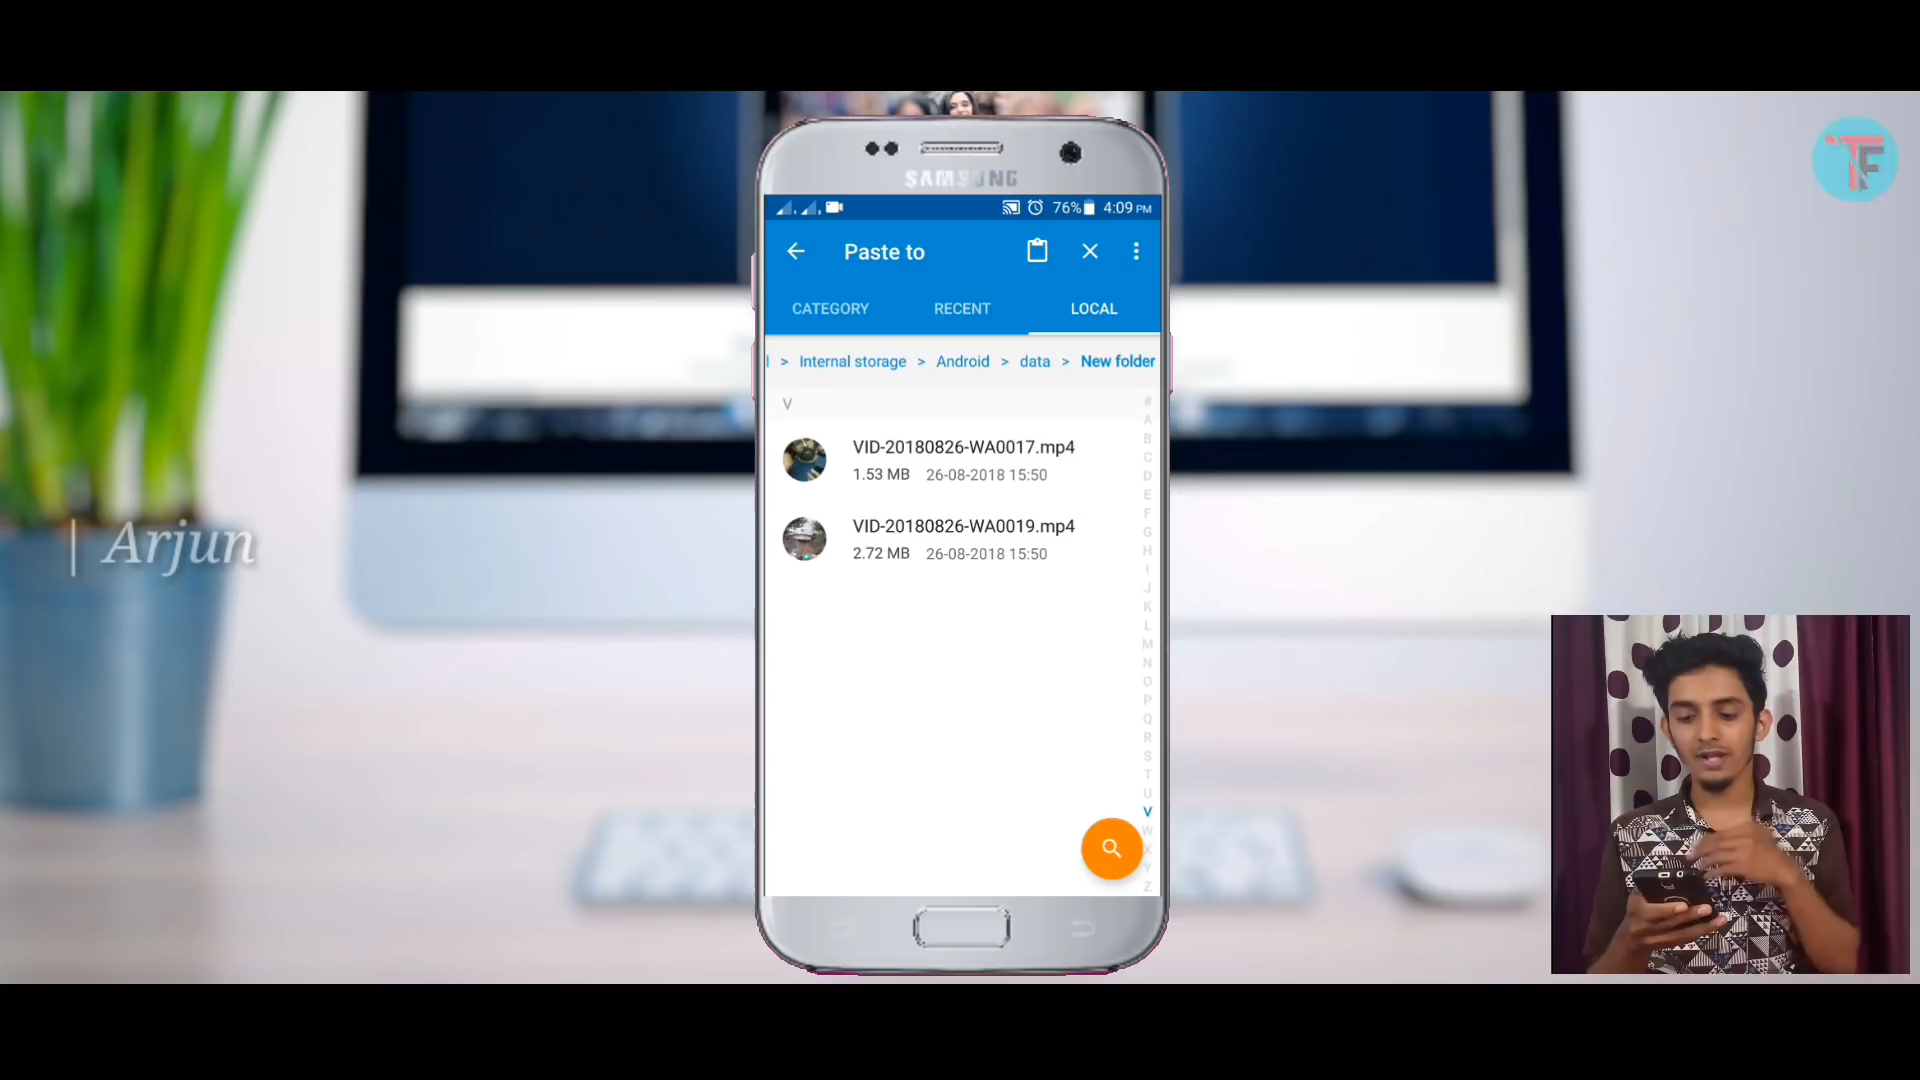 TF
SAMSUNG
76% 4:09 PM
Paste to
CATEGORY RECENT LOCAL
> Internal storage > Android > data > New folder
V
VID-20180826-WA0017.mp4
1.53 MB 26-08-2018 15:50
VID-20180826-WA0019.mp4
2.72 MB 26-08-2018 15:50
#
A
B
C
D
E
F
G
H
I
J
K
L
M
N
O
P
Q
R
S
T
U
V
W
X
Y
Z
| Arjun